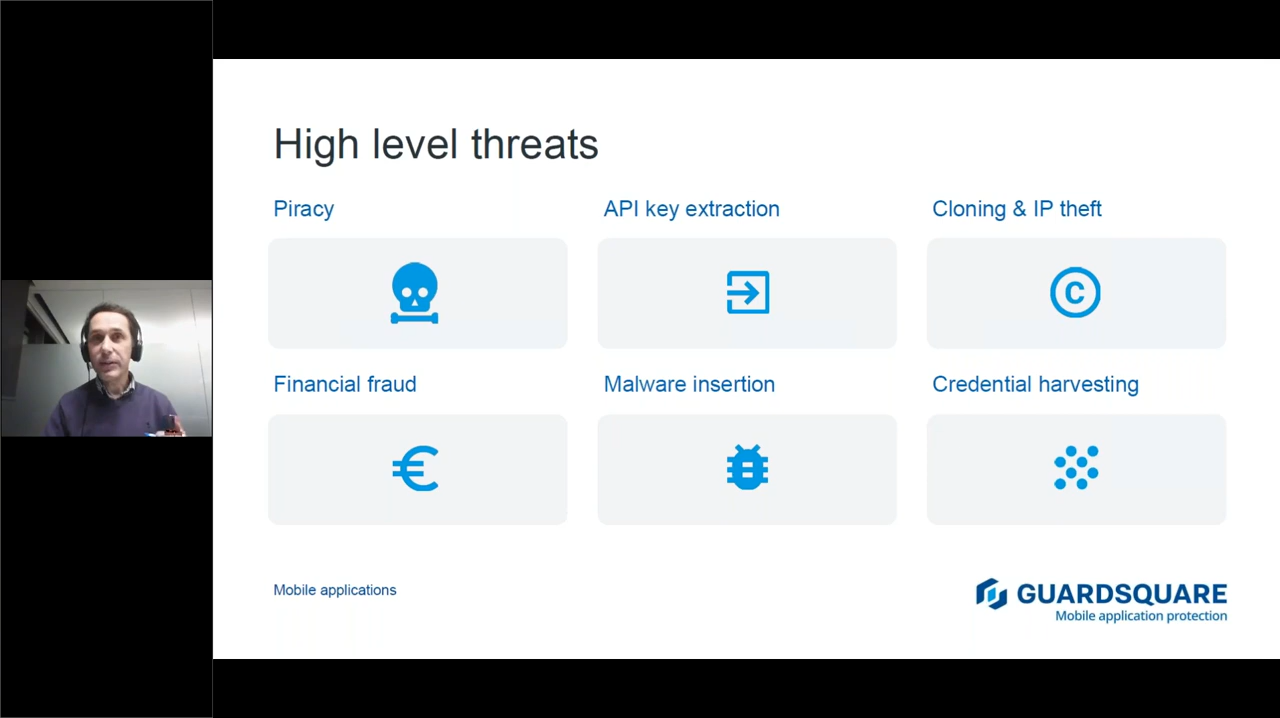 High level threats
Piracy
API key extraction
Cloning & IP theft
Financial fraud
Malware insertion
Credential harvesting
Mobile applications
GUARDSQUARE
Mobile application protection